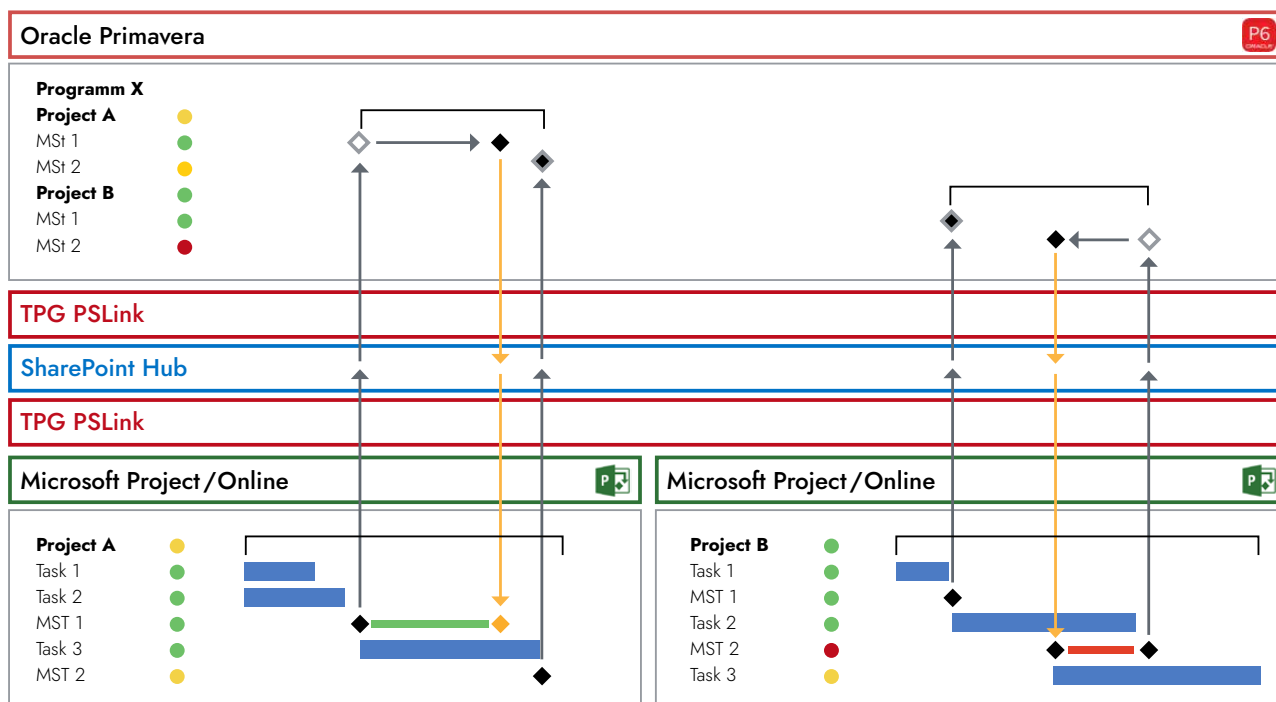 Oracle Primavera
P6
ORACLE
Programm X
Project A
MSt 1
MSt 2
Project B
MSt 1
MSt 2
TPG PSLink
SharePoint Hub
TPG PSLink
Microsoft Project/Online
P
Microsoft Project/Online
P
Project A
Task 1
Task 2
MST 1
Task 3
MST 2
Project B
Task 1
MST 1
Task 2
MST 2
Task 3